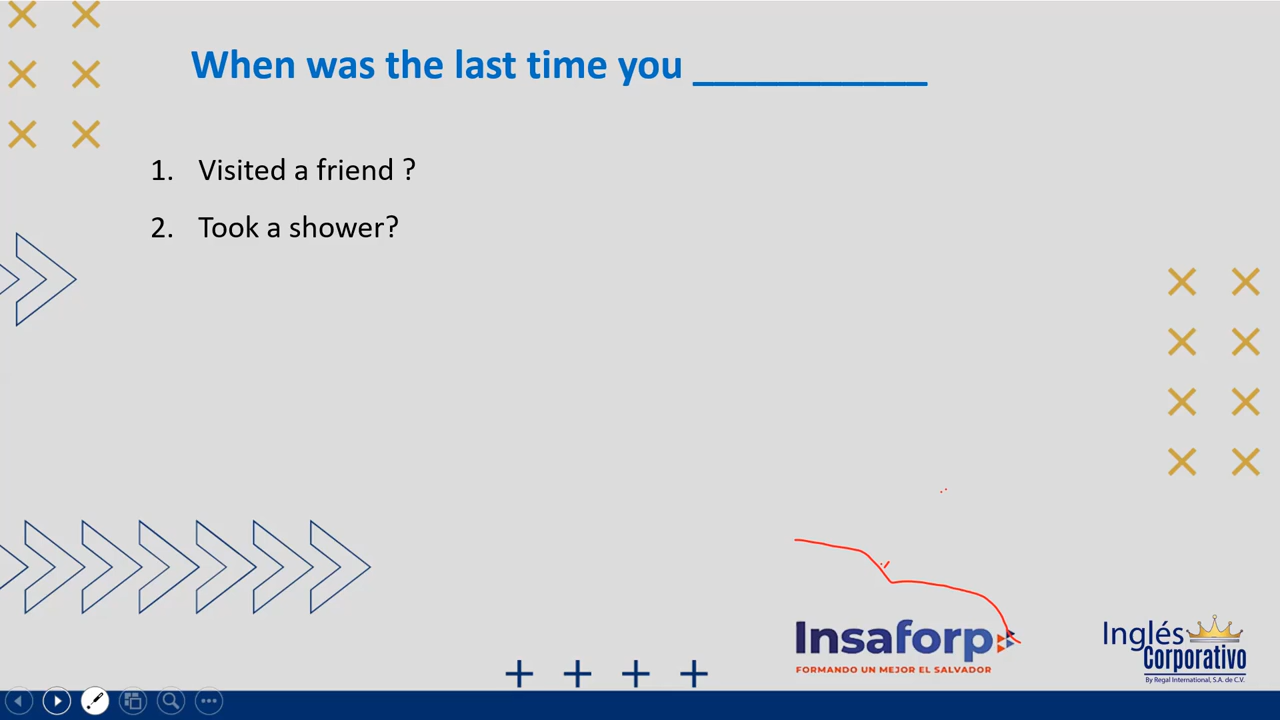 When was the last time you ___________
1. Visited a friend ?
2. Took a shower?
Insaforp
FORMANDO UN MEJOR EL SALVADOR
Inglés
Corporativo
By Regal International, S.A. de C.V.